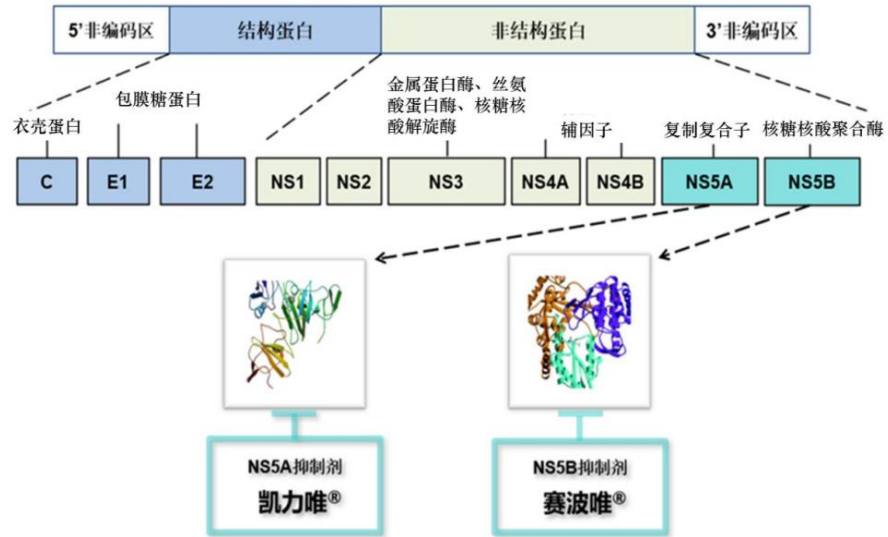 5'非编码区
结构蛋白
非结构蛋白
3'非编码区
衣壳蛋白
包膜糖蛋白
金属蛋白酶、丝氨
酸蛋白酶、核糖核
酸解旋酶
辅因子
复制复合子
核糖核酸聚合酶
C
E1
E2
NS1
NS2
NS3
NS4A
NS4B
NS5A
NS5B
NS5A抑制剂
凯力唯®
NS5B抑制剂
赛波唯®